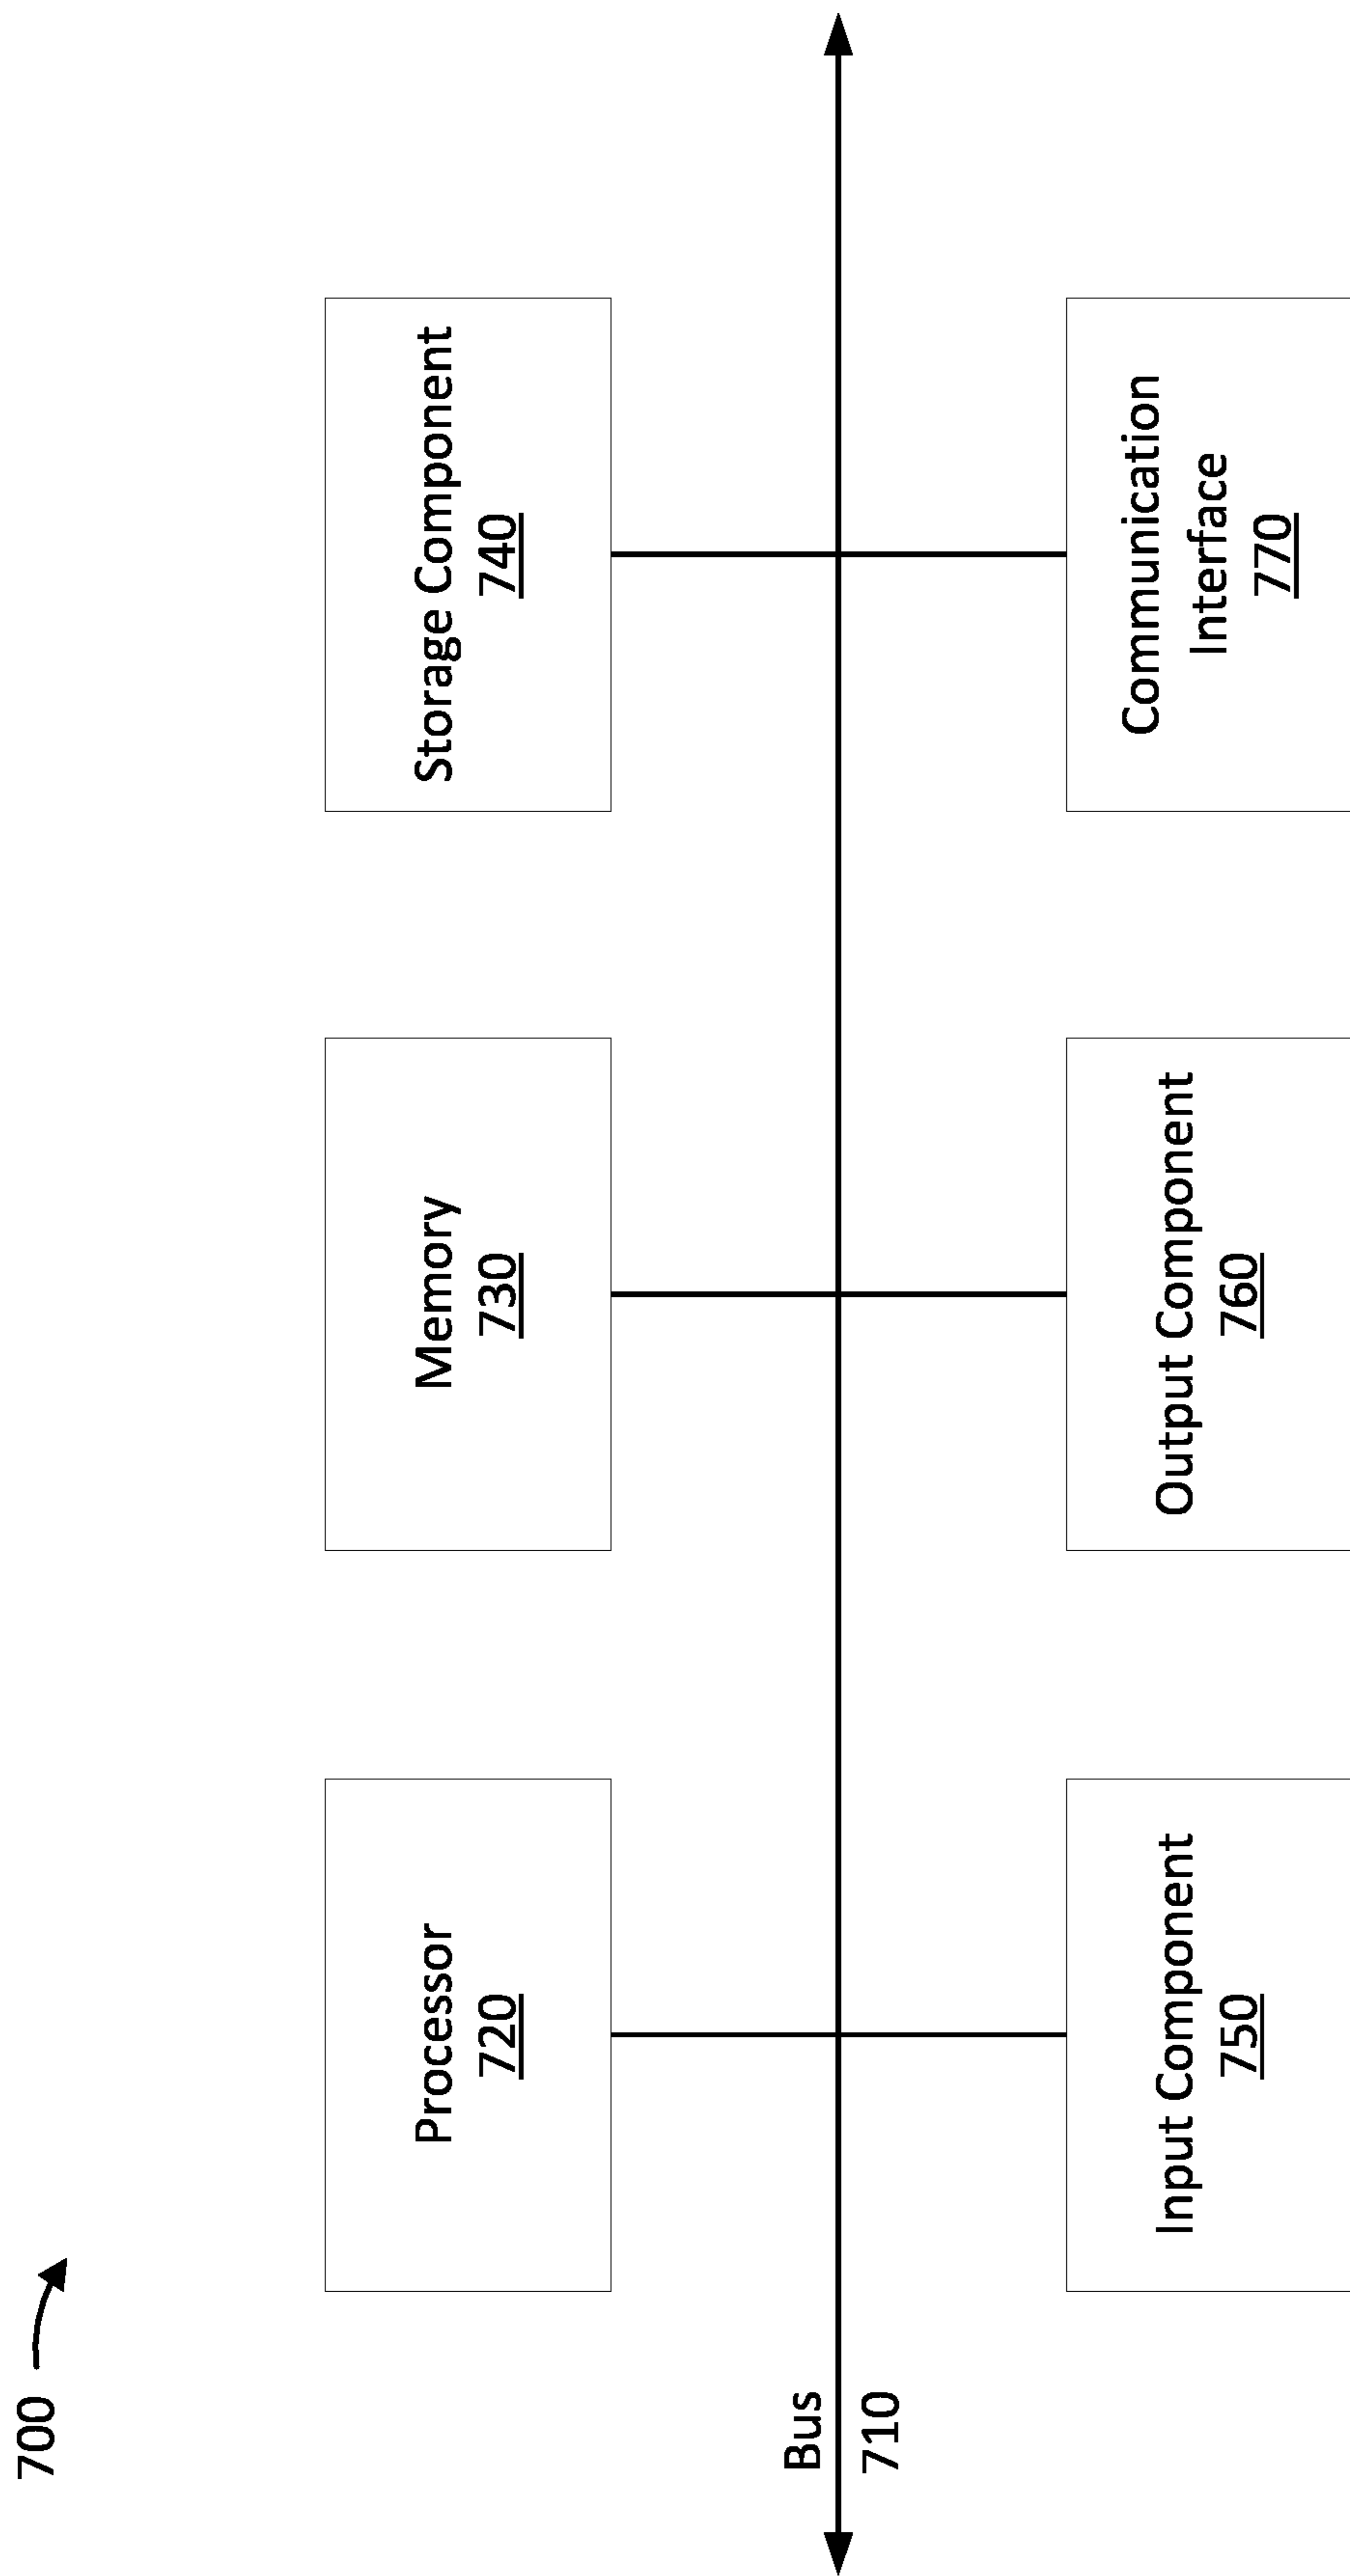 700
Processor
720
Memory
730
Storage Component
740
Bus
710
Input Component
750
Output Component
760
Communication
Interface
770